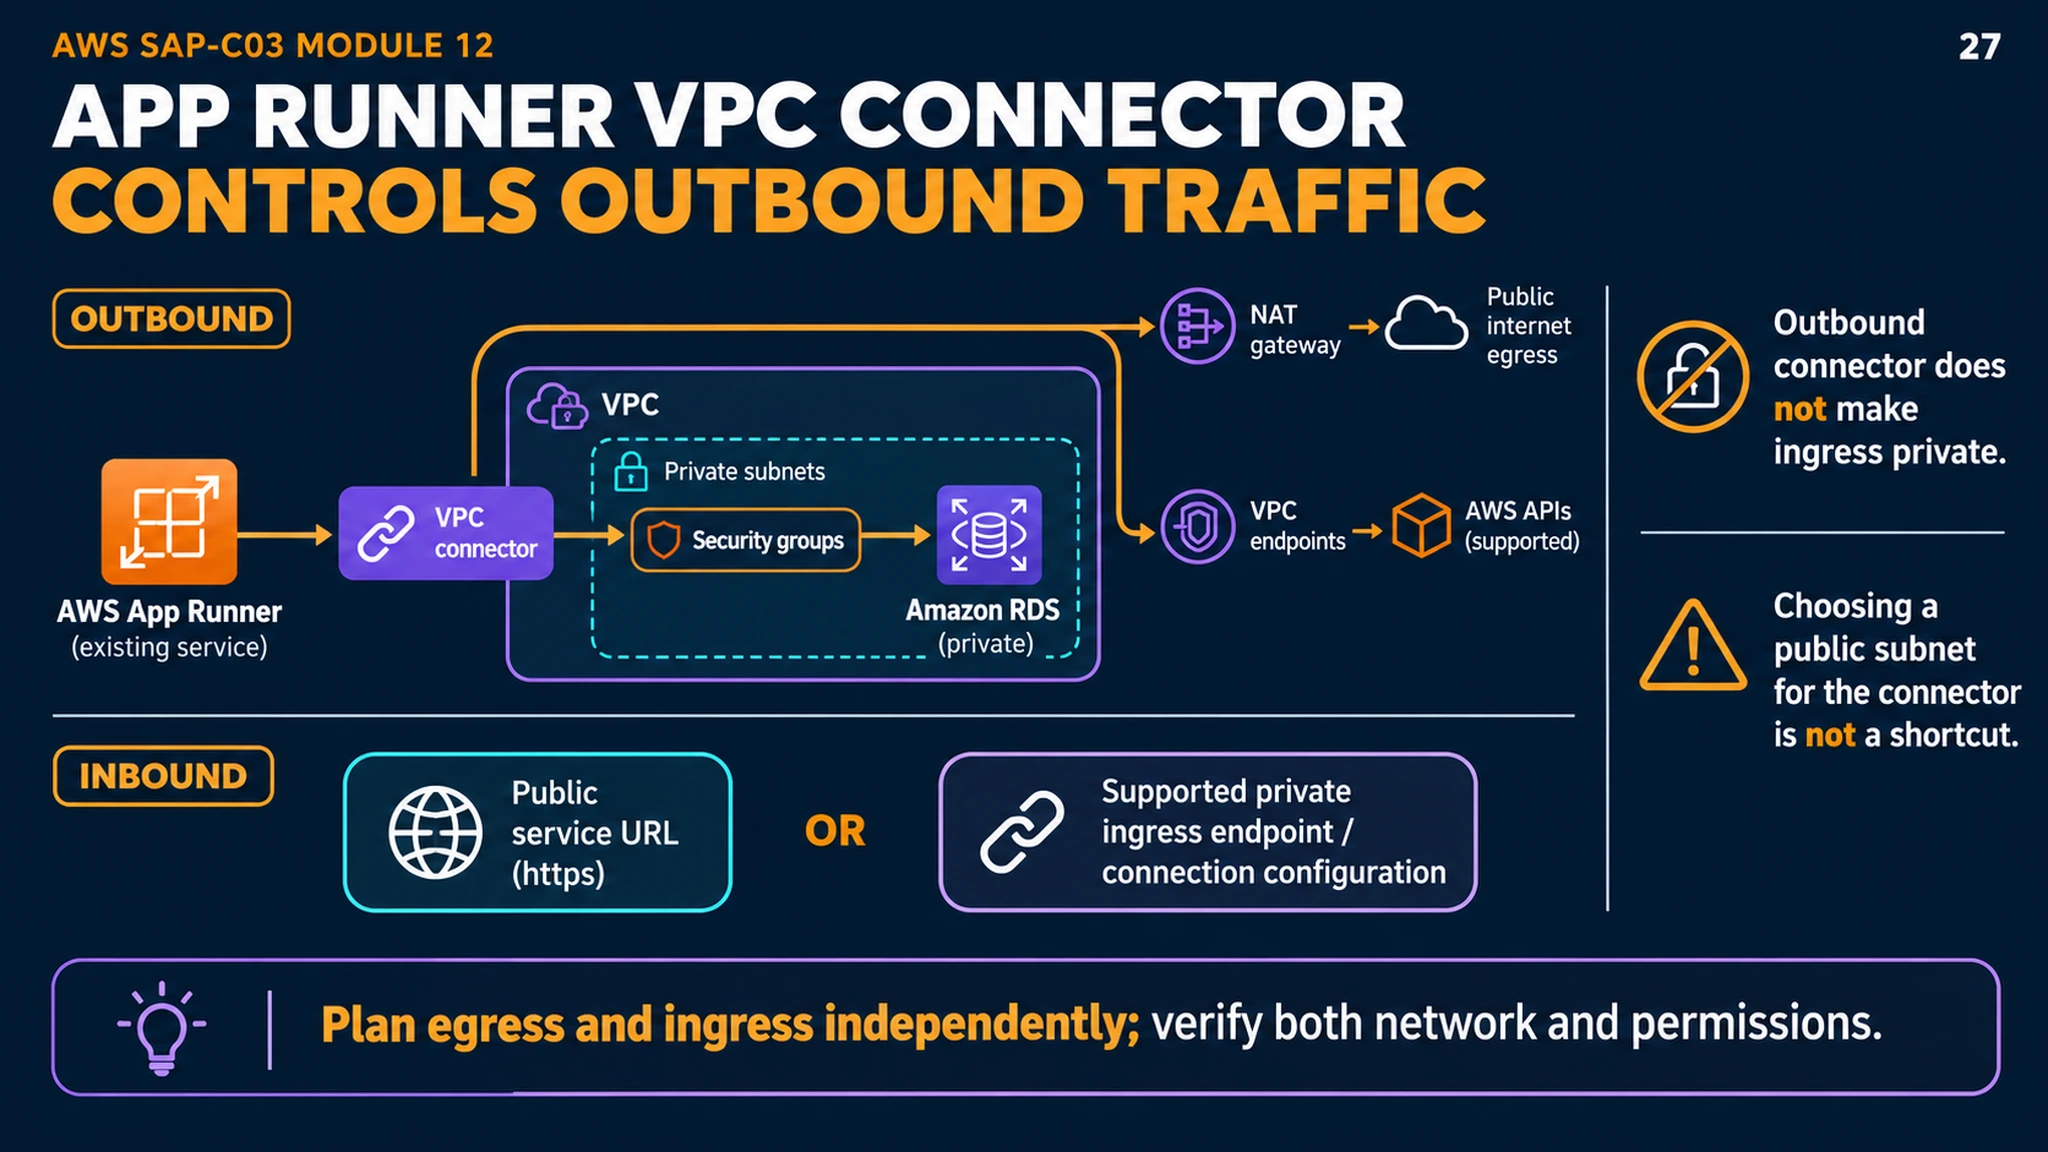 AWS SAP-C03 MODULE 12
27
APP RUNNER VPC CONNECTOR
CONTROLS OUTBOUND TRAFFIC
OUTBOUND
AWS App Runner
(existing service)
VPC
connector
VPC
Private subnets
Security groups
Amazon RDS
(private)
NAT
gateway
Public
internet
egress
VPC
endpoints
AWS APIs
(supported)
Outbound
connector does
not make
ingress private.
Choosing a
public subnet
for the connector
is not a shortcut.
INBOUND
Public
service URL
(https)
OR
Supported private
ingress endpoint /
connection configuration
Plan egress and ingress independently; verify both network and permissions.